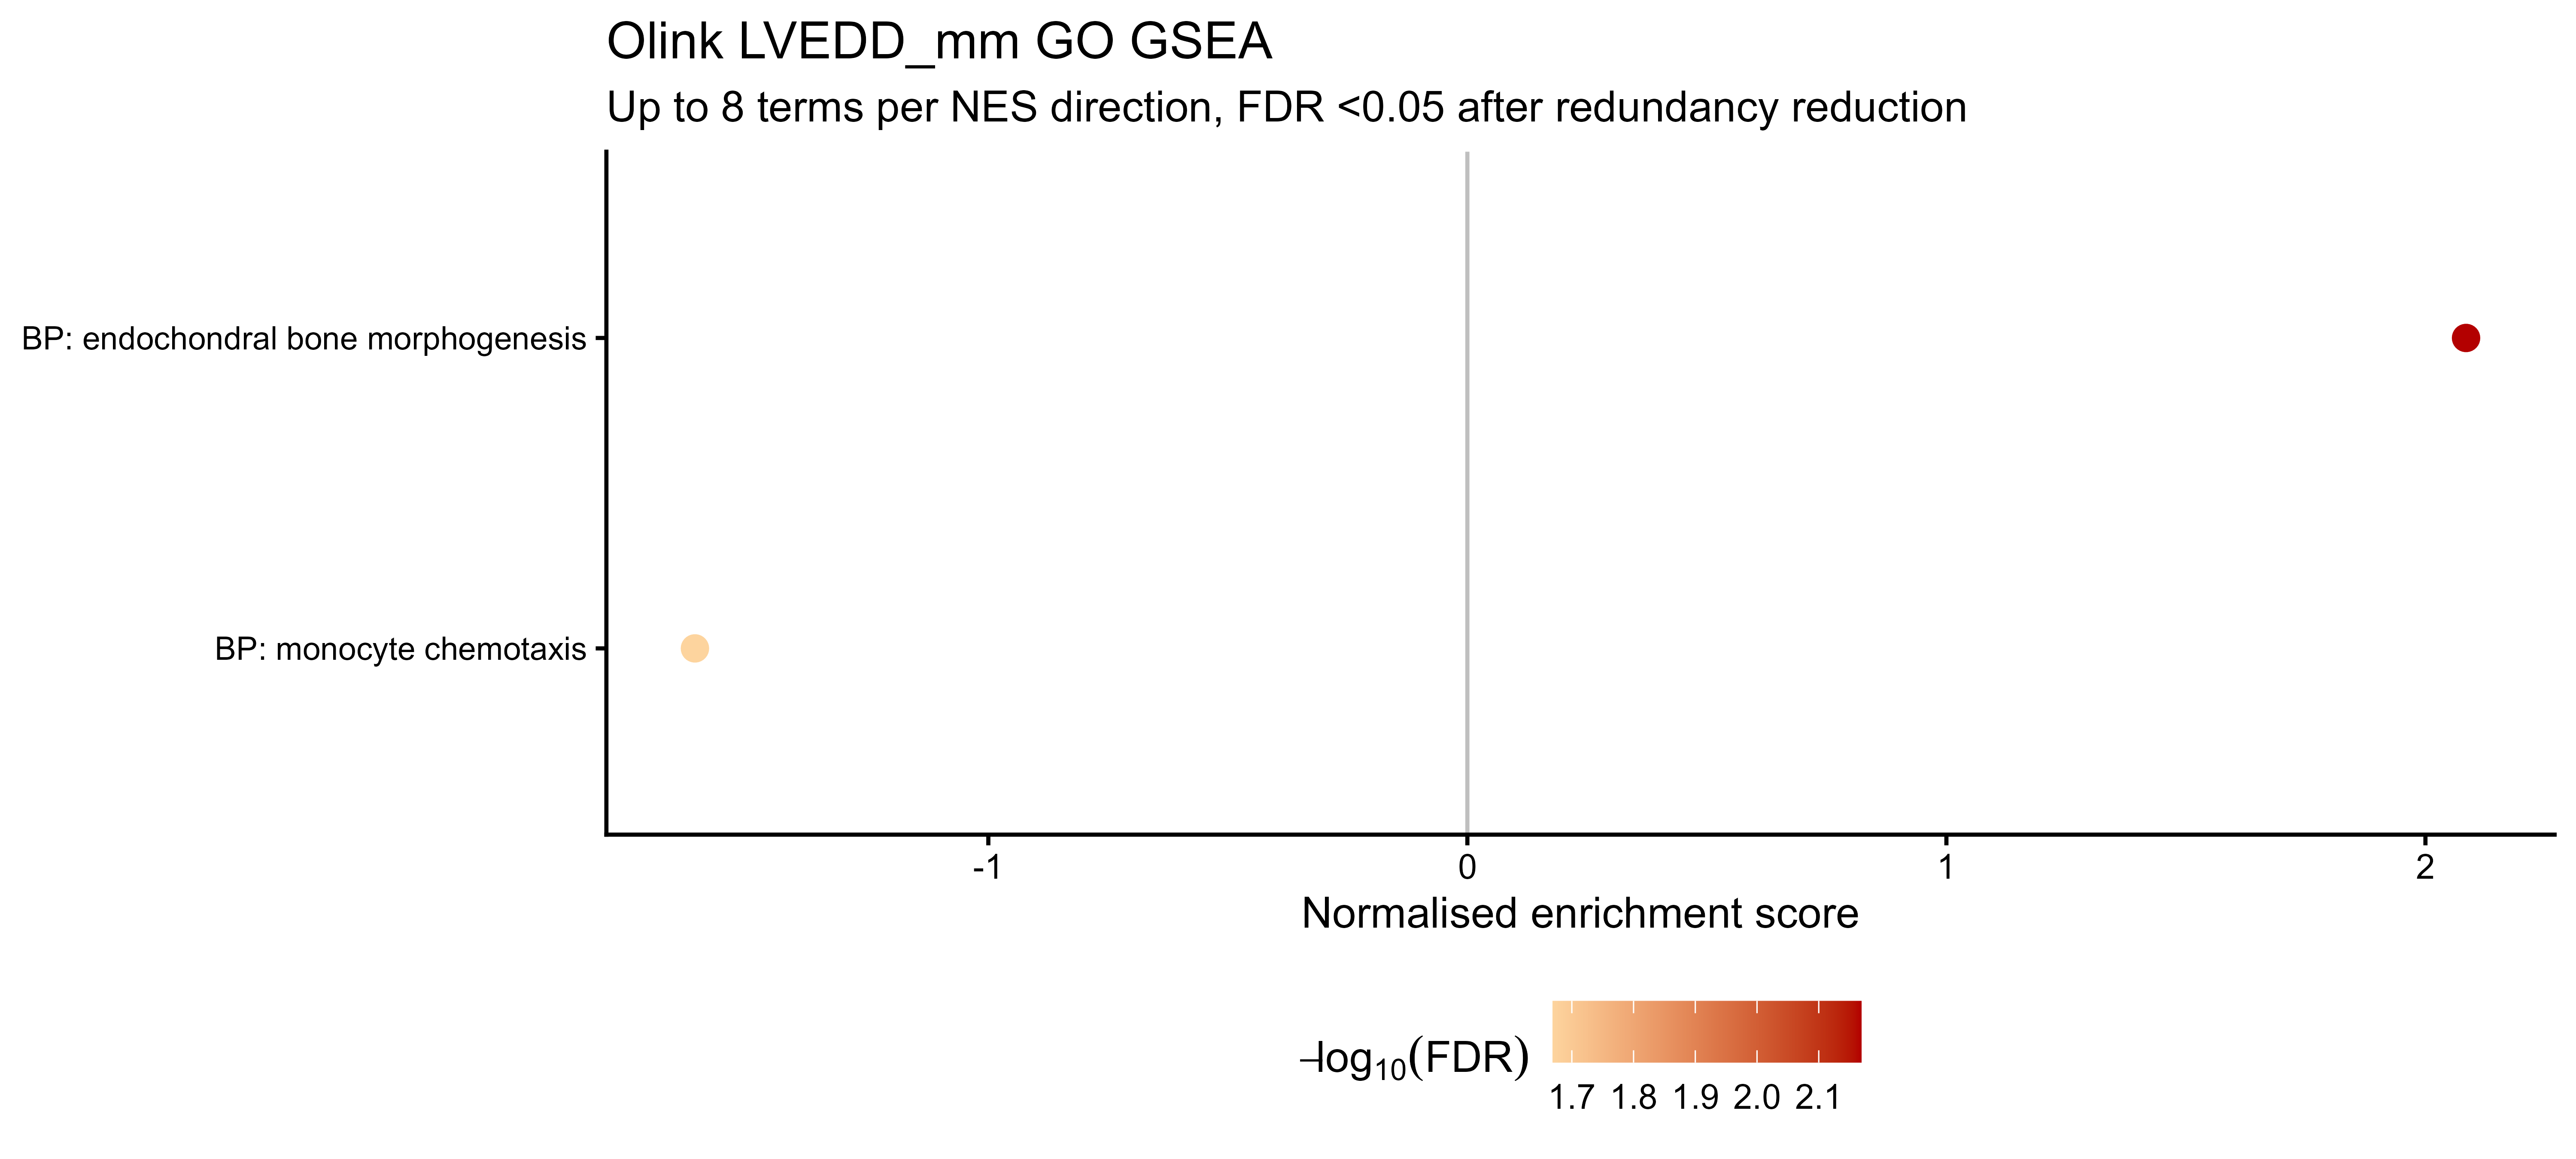 Olink LVEDD_mm GO GSEA
Up to 8 terms per NES direction, FDR <0.05 after redundancy reduction
BP: endochondral bone morphogenesis
BP: monocyte chemotaxis
-1 0 1 2
Normalised enrichment score
−log10(FDR)
1.7 1.8 1.9 2.0 2.1